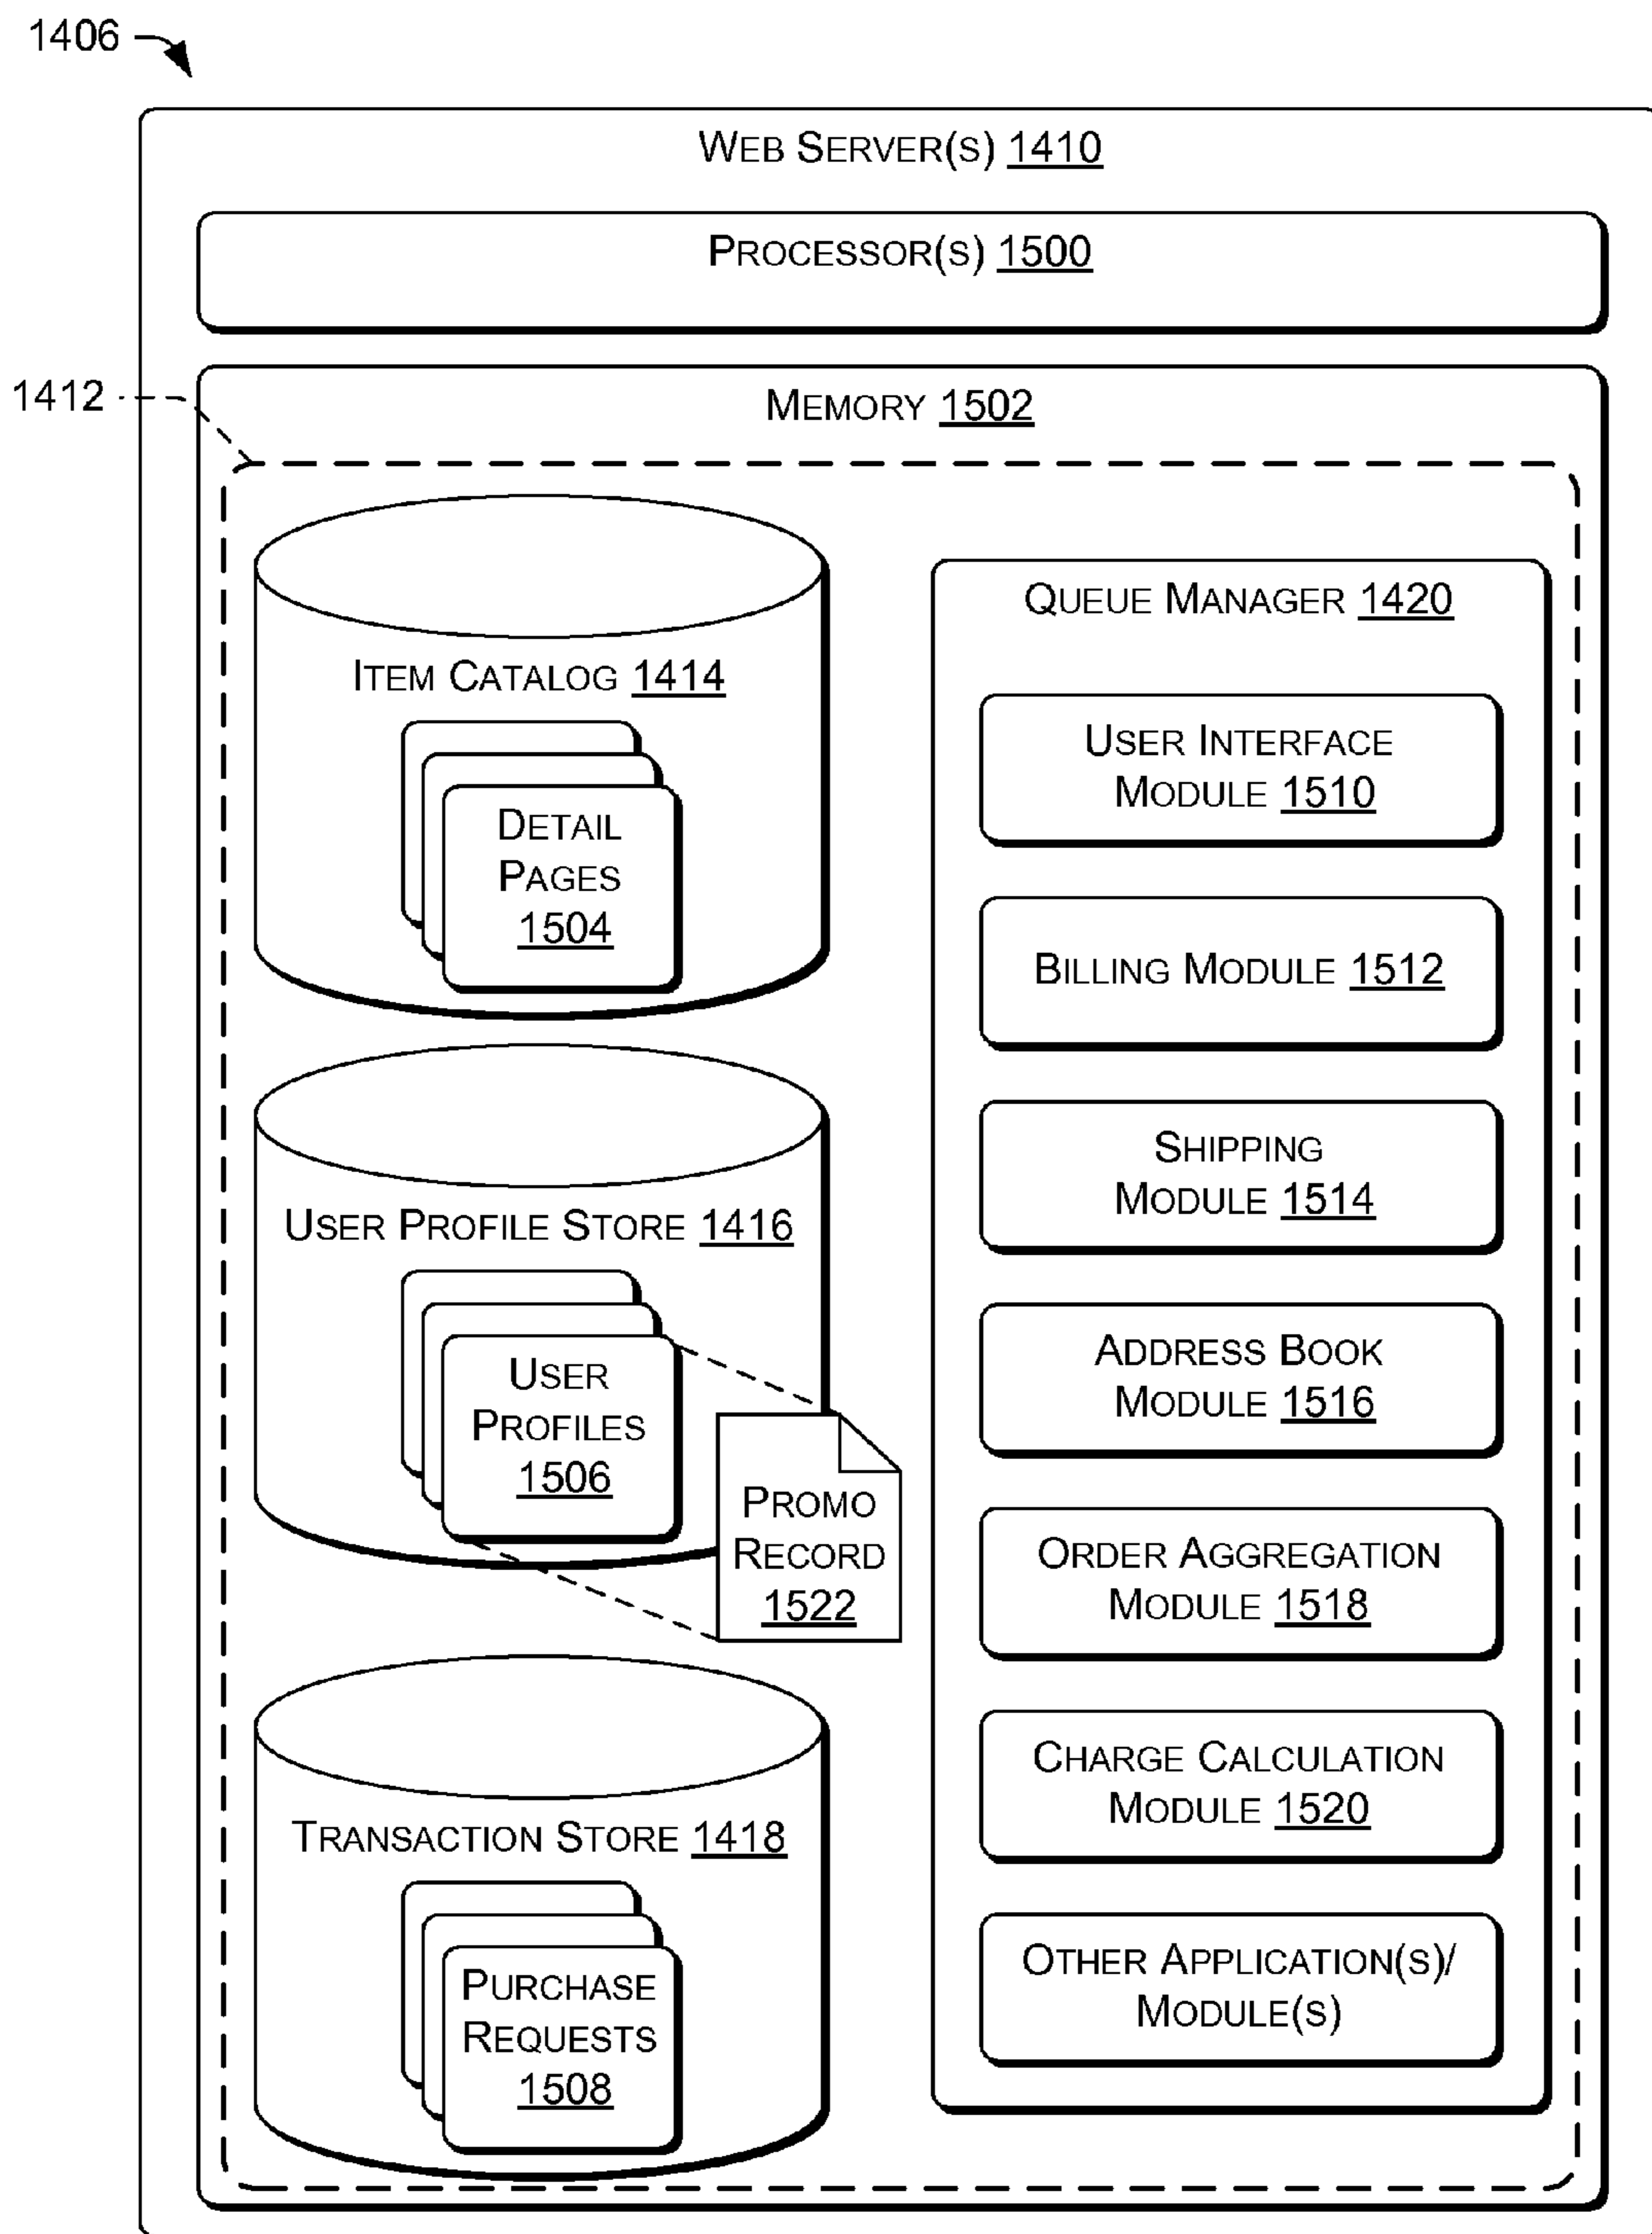 1406
WEB SERVER(S) 1410
PROCESSOR(S) 1500
1412
MEMORY 1502
ITEM CATALOG 1414
DETAIL
PAGES
1504
USER PROFILE STORE 1416
USER
PROFILES
1506
PROMO
RECORD
1522
TRANSACTION STORE 1418
PURCHASE
REQUESTS
1508
QUEUE MANAGER 1420
USER INTERFACE
MODULE 1510
BILLING MODULE 1512
SHIPPING
MODULE 1514
ADDRESS BOOK
MODULE 1516
ORDER AGGREGATION
MODULE 1518
CHARGE CALCULATION
MODULE 1520
OTHER APPLICATION(S)/
MODULE(S)